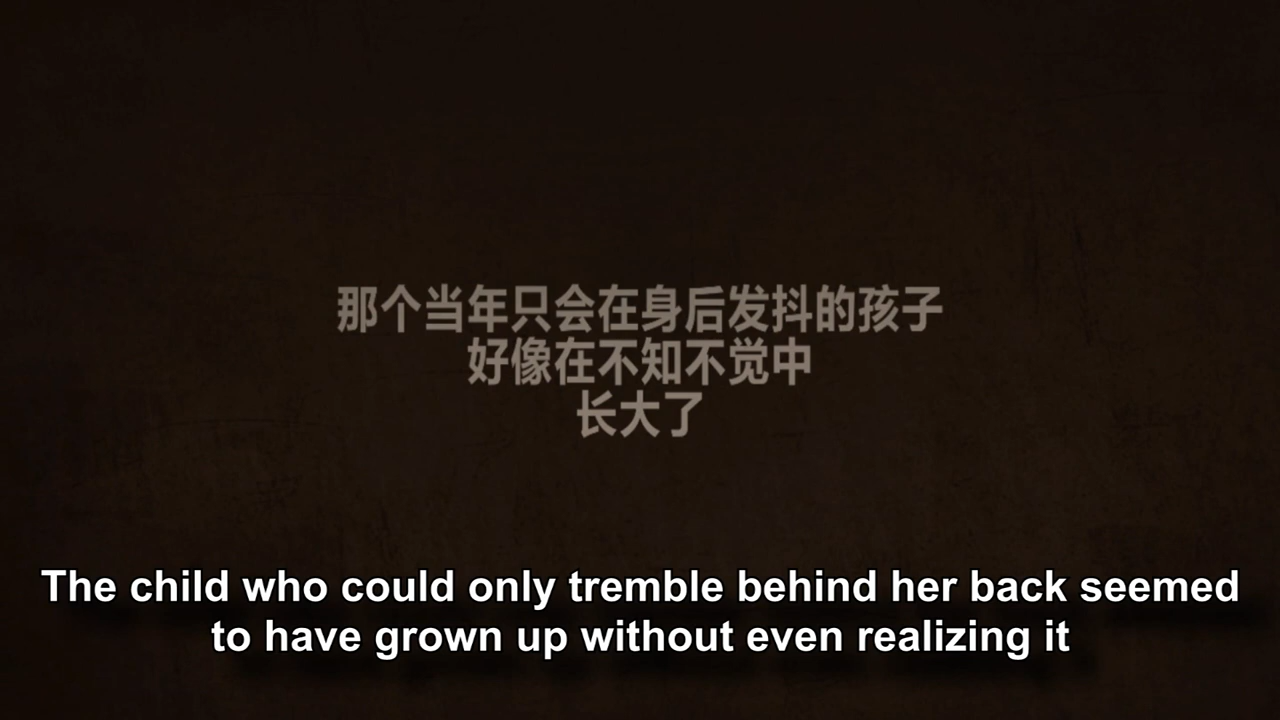 那个当年只会在身后发抖的孩子
好像在不知不觉中
长大了
The child who could only tremble behind her back seemed
to have grown up without even realizing it